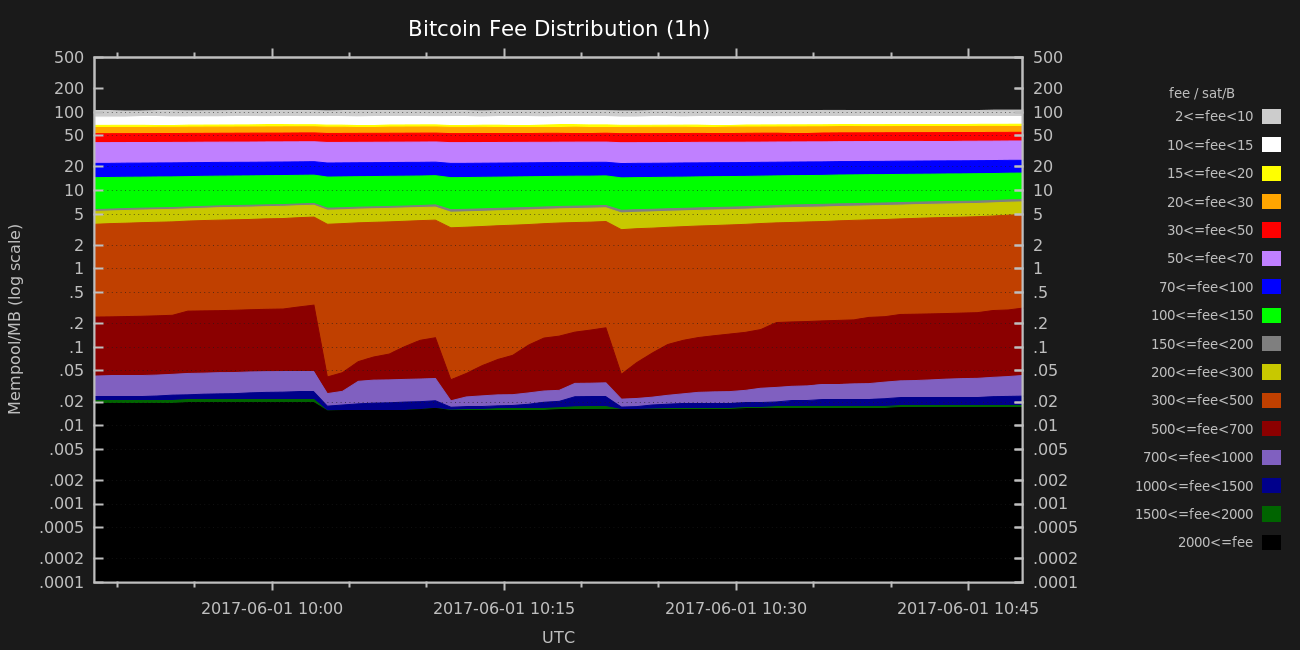 Bitcoin Fee Distribution (1h)
Mempool/MB (log scale)
500
200
100
50
20
10
5
2
1
.5
.2
.1
.05
.02
.01
.005
.002
.001
.0005
.0002
.0001
500
200
100
50
20
10
5
2
1
.5
.2
.1
.05
.02
.01
.005
.002
.001
.0005
.0002
.0001
2017-06-01 10:00
2017-06-01 10:15
2017-06-01 10:30
2017-06-01 10:45
UTC
fee / sat/B
2<=fee<10
10<=fee<15
15<=fee<20
20<=fee<30
30<=fee<50
50<=fee<70
70<=fee<100
100<=fee<150
150<=fee<200
200<=fee<300
300<=fee<500
500<=fee<700
700<=fee<1000
1000<=fee<1500
1500<=fee<2000
2000<=fee